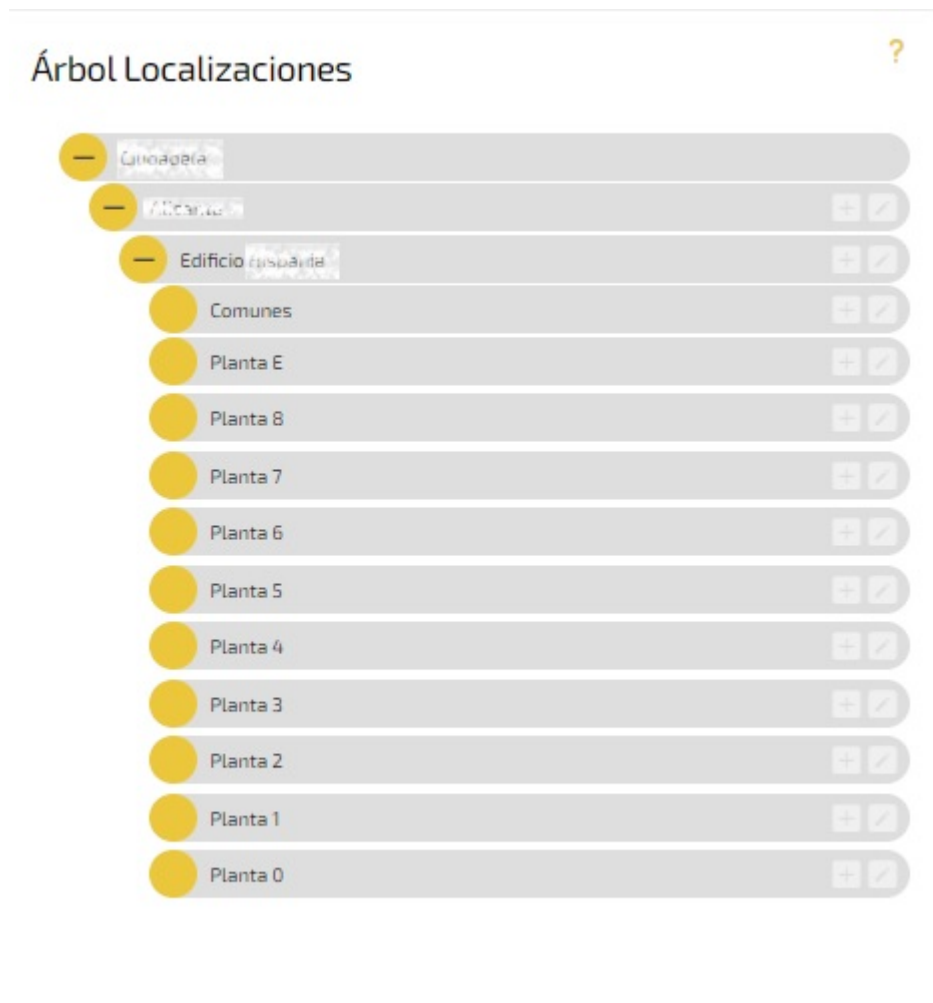 Árbol Localizaciones
?
Edificio
Comunes
Planta E
Planta 8
Planta 7
Planta 6
Planta 5
Planta 4
Planta 3
Planta 2
Planta 1
Planta 0